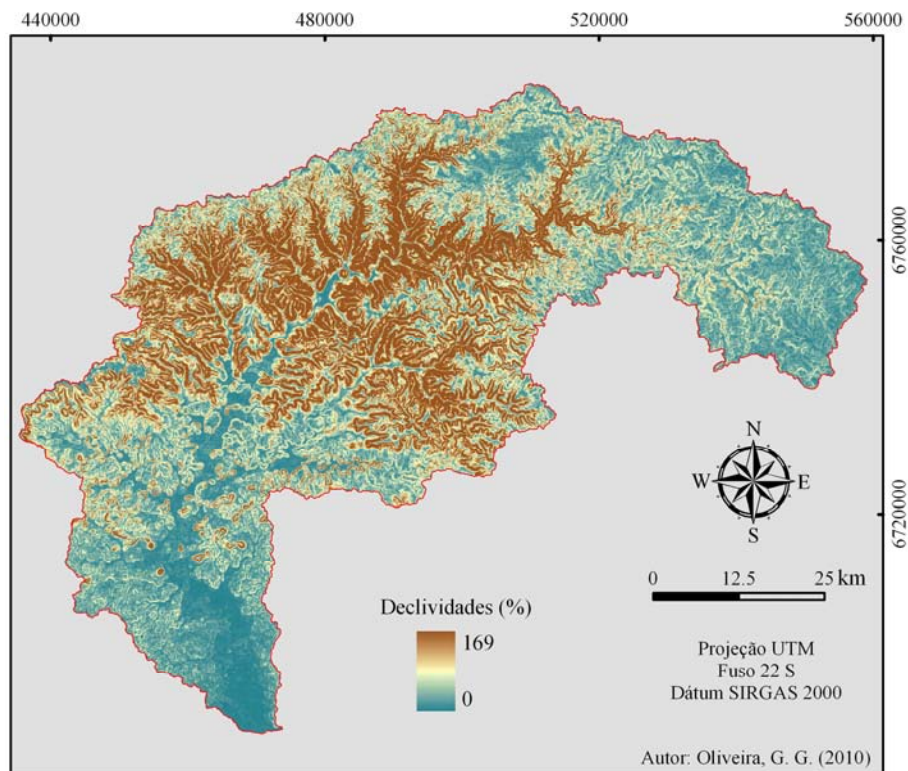 440000
480000
520000
560000
6760000
6720000
N
W
E
S
0
12.5
25 km
Declividades (%)
169
0
Projeção UTM
Fuso 22 S
Dátum SIRGAS 2000
Autor: Oliveira, G. G. (2010)